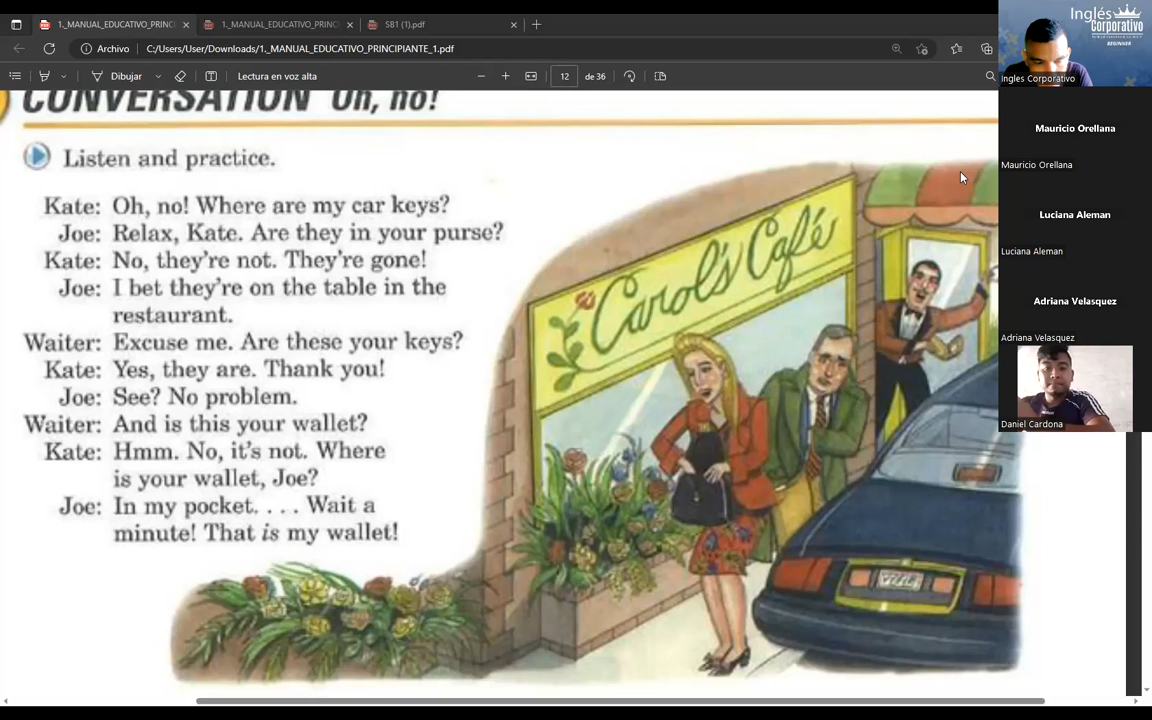 1._MANUAL_EDUCATIVO_PRINC
1._MANUAL_EDUCATIVO_PRINC
SB1 (1).pdf
Archivo
C:/Users/User/Downloads/1._MANUAL_EDUCATIVO_PRINCIPIANTE_1.pdf
Dibujar
Lectura en voz alta
12
de 36
CONVERSATION Oh, no!
Listen and practice.
Kate: Oh, no! Where are my car keys?
Joe: Relax, Kate. Are they in your purse?
Kate: No, they're not. They're gone!
Joe: I bet they're on the table in the
restaurant.
Waiter: Excuse me. Are these your keys?
Kate: Yes, they are. Thank you!
Joe: See? No problem.
Waiter: And is this your wallet?
Kate: Hmm. No, it's not. Where
is your wallet, Joe?
Joe: In my pocket. . . . Wait a
minute! That is my wallet!
Carol's Café
Inglés
Corporativo
BEGINNER
Ingles Corporativo
Mauricio Orellana
Mauricio Orellana
Luciana Aleman
Luciana Aleman
Adriana Velasquez
Adriana Velasquez
Daniel Cardona